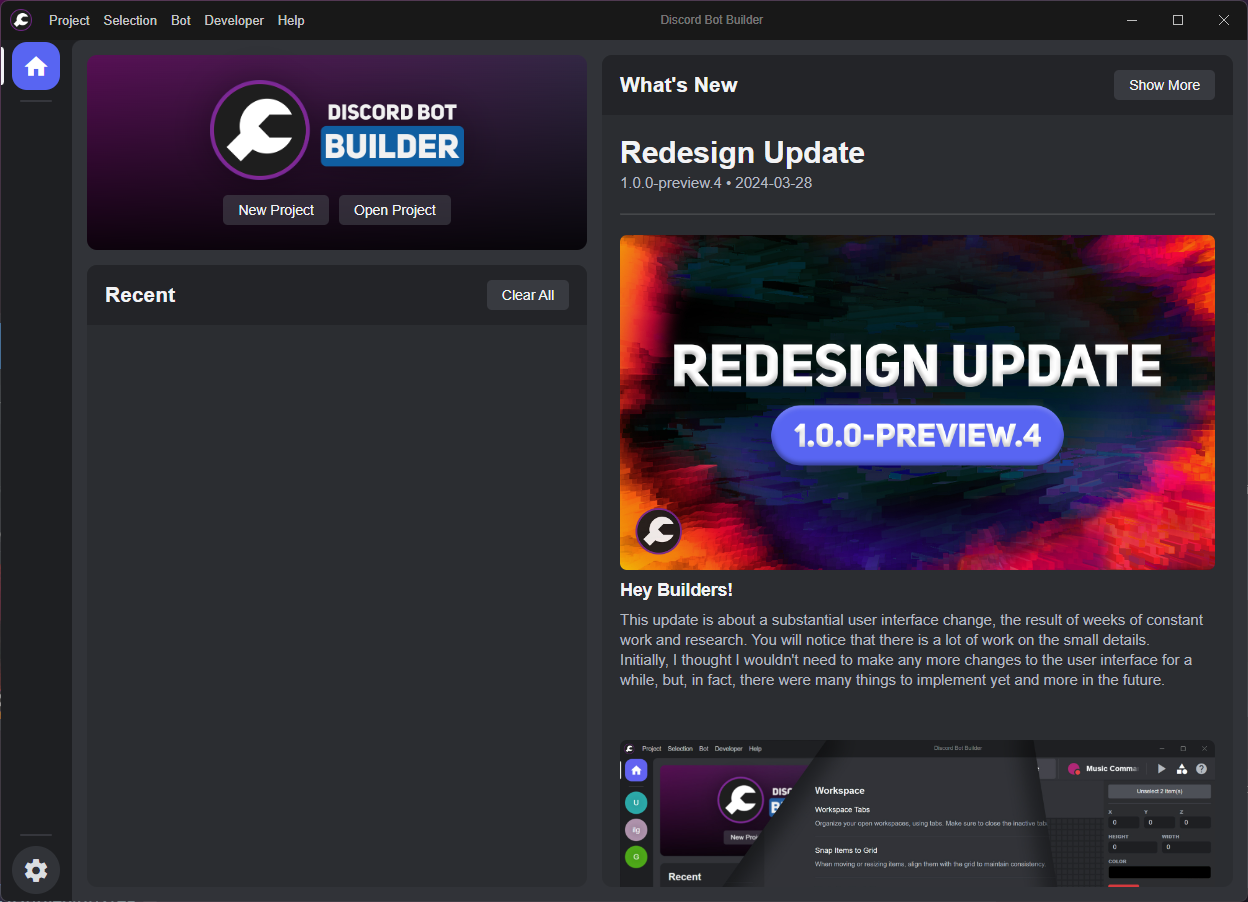 Project Selection Bot Developer Help
Discord Bot Builder
DISCORD BOT
BUILDER
New Project Open Project
Recent
Clear All
What's New
Show More
Redesign Update
1.0.0-preview.4 • 2024-03-28
REDESIGN UPDATE
1.0.0-PREVIEW.4
Hey Builders!
This update is about a substantial user interface change, the result of weeks of constant
work and research. You will notice that there is a lot of work on the small details.
Initially, I thought I wouldn't need to make any more changes to the user interface for a
while, but, in fact, there were many things to implement yet and more in the future.
Project Selection Bot Developer Help
Discord Bot Builder
U
G
DISC
B
New Pro
Recent
Workspace
Workspace Tabs
Organize your open workspaces, using tabs. Make sure to close the inactive tab
Snap Items to Grid
When moving or resizing items, align them with the grid to maintain consistency.
Music Comma
?
Unselect 2 item(s)
X Y Z
0 0 0
HEIGHT WIDTH
0 0
COLOR